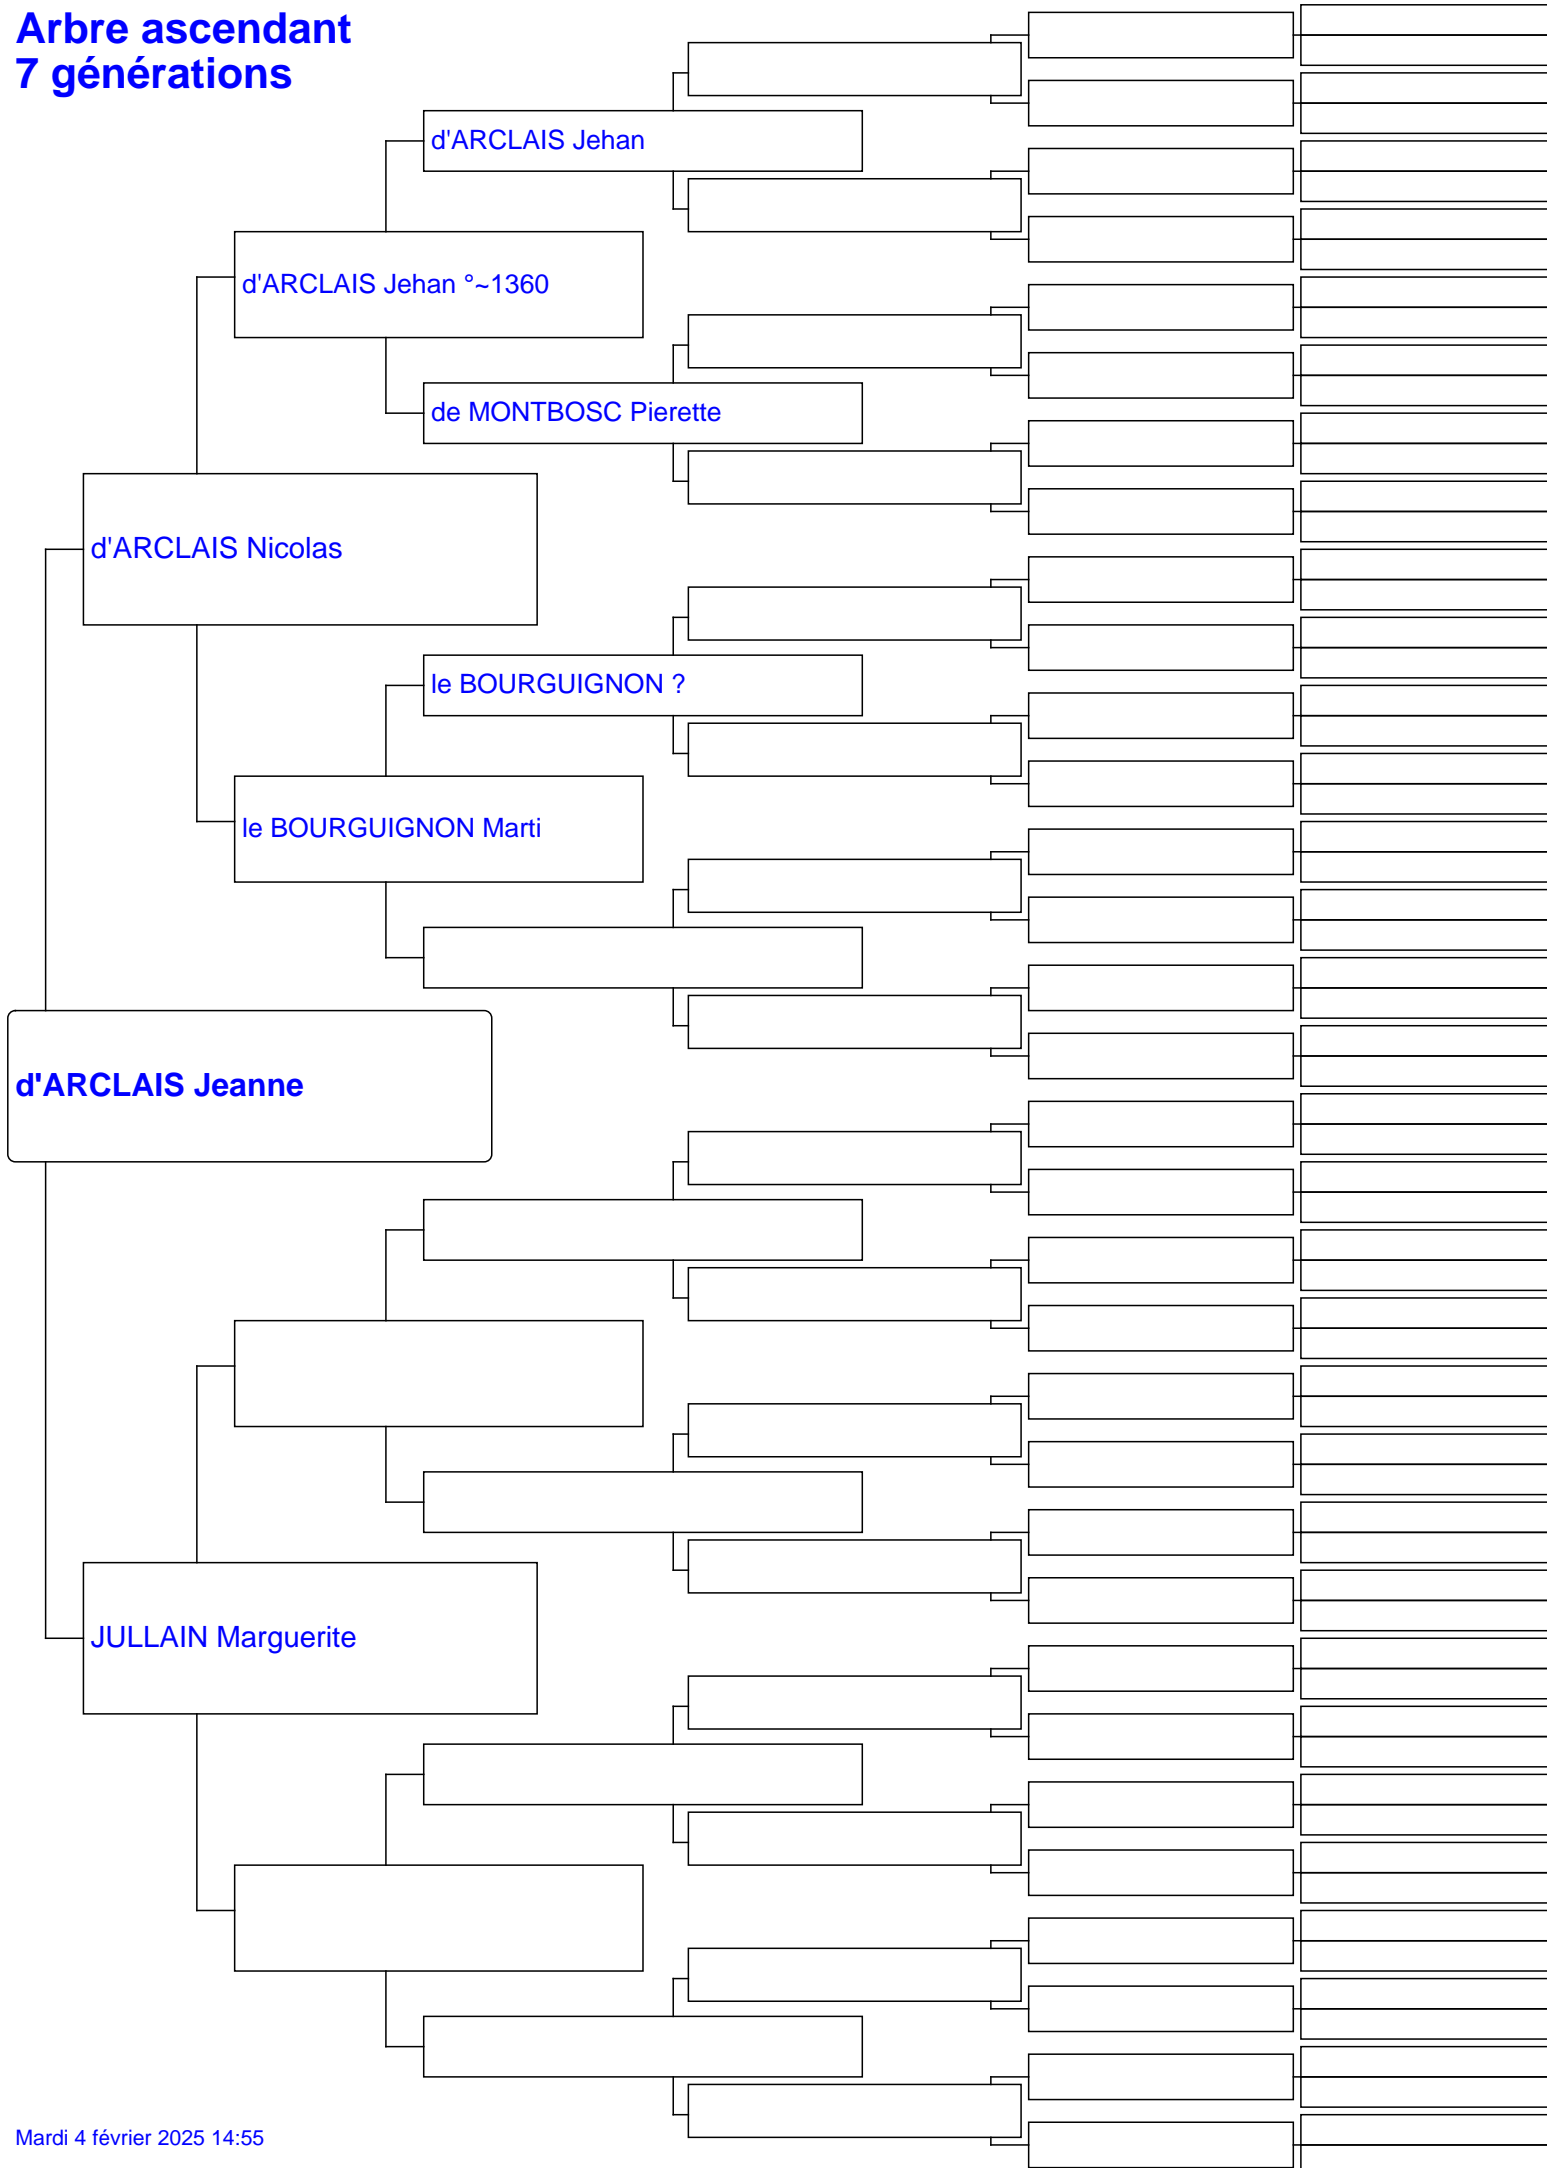 Arbre ascendant
7 générations
d'ARCLAIS Jehan
d'ARCLAIS Jehan °~1360
de MONTBOSC Pierette
d'ARCLAIS Nicolas
le BOURGUIGNON ?
le BOURGUIGNON Marti
d'ARCLAIS Jeanne
JULLAIN Marguerite
Mardi 4 février 2025 14:55